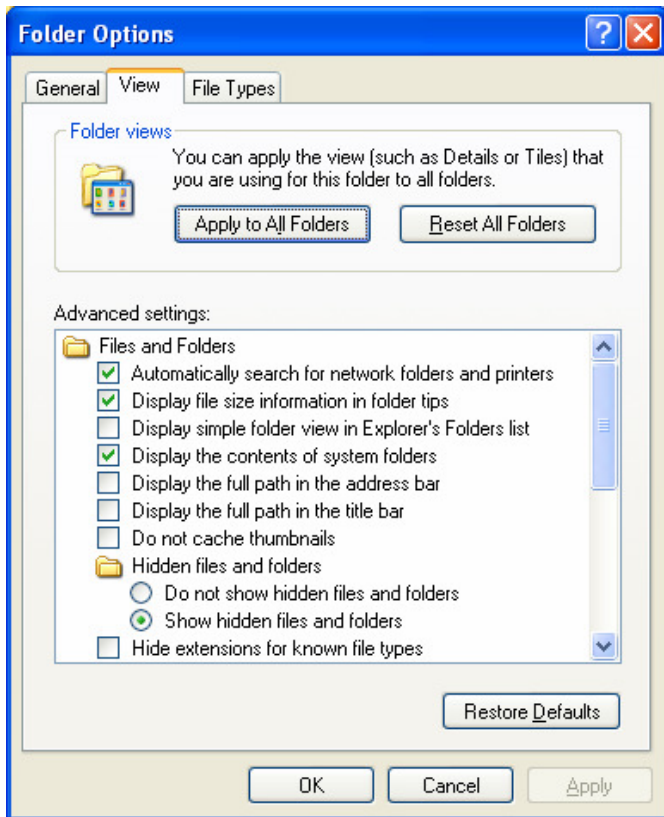 Folder Options
General View File Types
Folder views
You can apply the view (such as Details or Tiles) that
you are using for this folder to all folders.
Apply to All Folders Reset All Folders
Advanced settings:
Files and Folders
Automatically search for network folders and printers
Display file size information in folder tips
Display simple folder view in Explorer's Folders list
Display the contents of system folders
Display the full path in the address bar
Display the full path in the title bar
Do not cache thumbnails
Hidden files and folders
Do not show hidden files and folders
Show hidden files and folders
Hide extensions for known file types
Restore Defaults
OK Cancel Apply